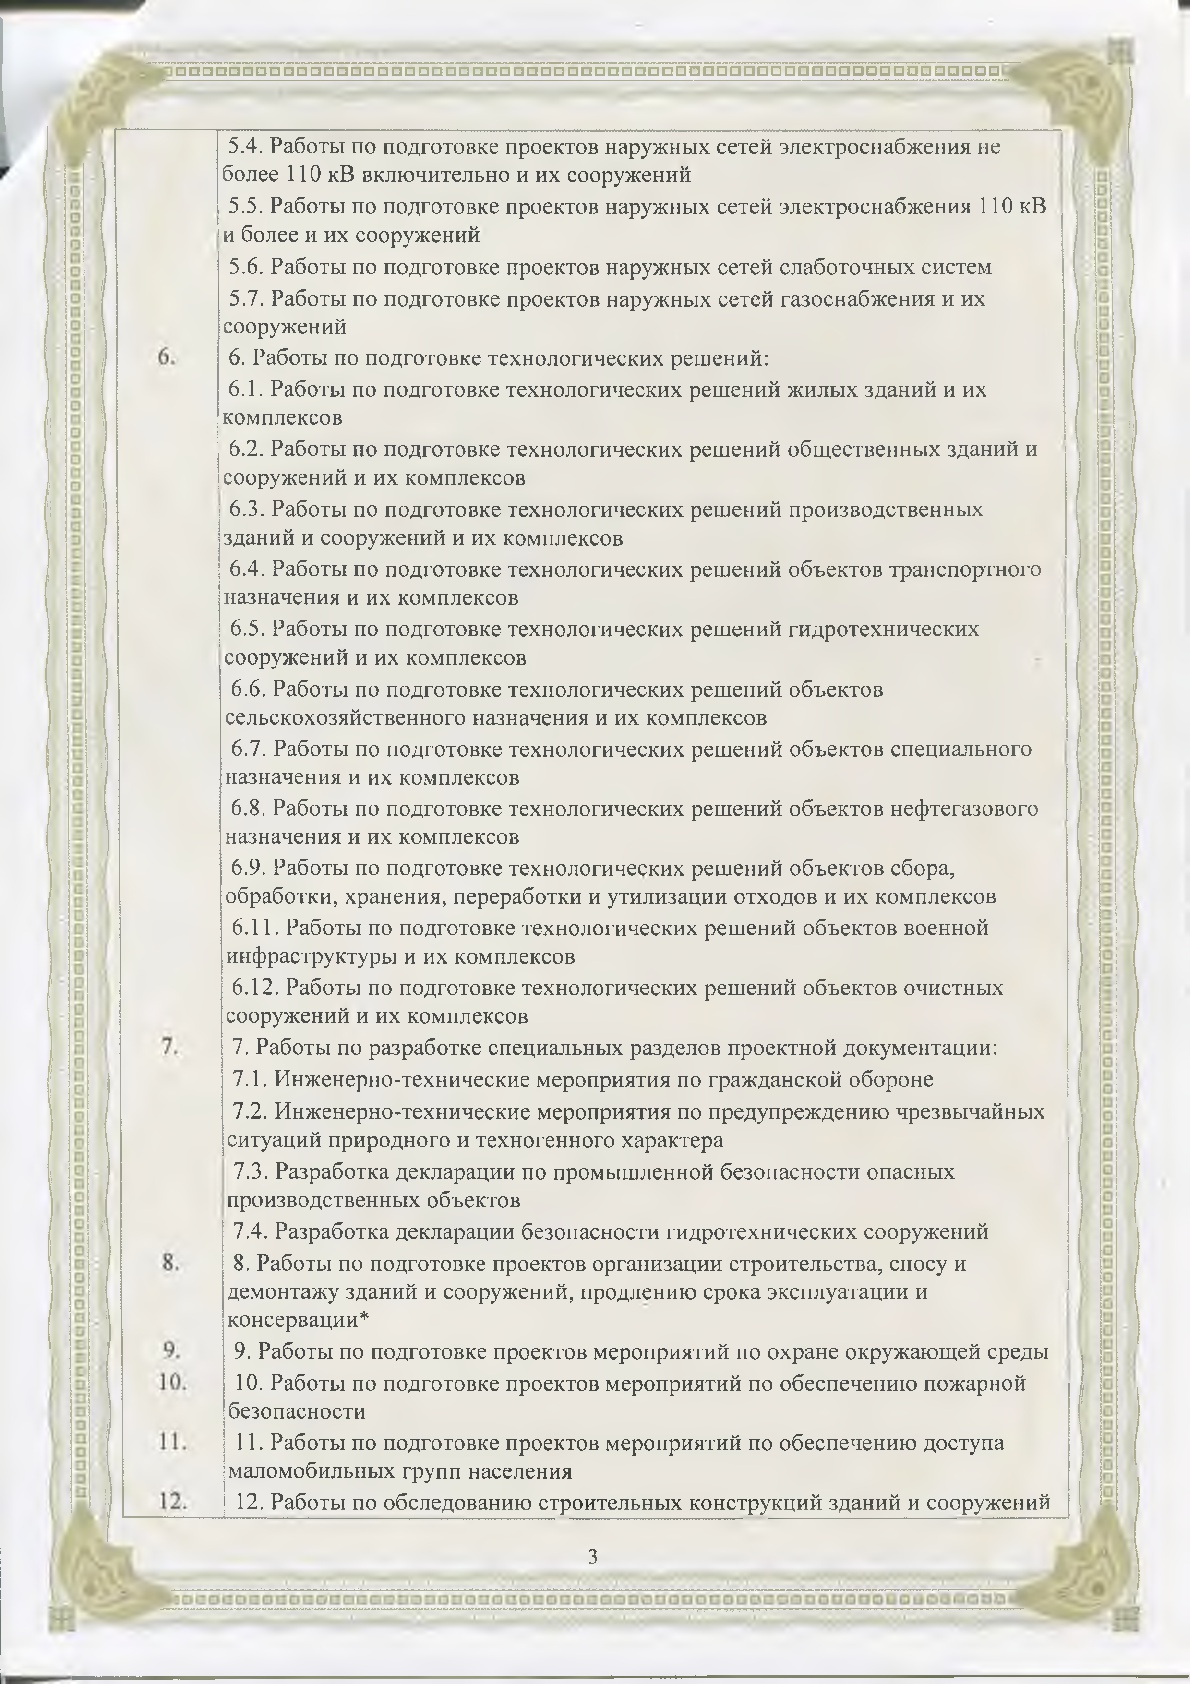 5.4. Работы по подготовке проектов наружных сетей электроснабжения не
более 110 кВ включительно и их сооружений
5.5. Работы по подготовке проектов наружных сетей электроснабжения 110 кВ
и более и их сооружений
5.6. Работы по подготовке проектов наружных сетей слаботочных систем
5.7. Работы по подготовке проектов наружных сетей газоснабжения и их
сооружений
6. 6. Работы по подготовке технологических решений:
6.1. Работы по подготовке технологических решений жилых зданий и их
комплексов
6.2. Работы по подготовке технологических решений общественных зданий и
сооружений и их комплексов
6.3. Работы по подготовке технологических решений производственных
зданий и сооружений и их комплексов
6.4. Работы по подготовке технологических решений объектов транспортного
назначения и их комплексов
6.5. Работы по подготовке технологических решений гидротехнических
сооружений и их комплексов
6.6. Работы по подготовке технологических решений объектов
сельскохозяйственного назначения и их комплексов
6.7. Работы по подготовке технологических решений объектов специального
назначения и их комплексов
6.8. Работы по подготовке технологических решений объектов нефтегазового
назначения и их комплексов
6.9. Работы по подготовке технологических решений объектов сбора,
обработки, хранения, переработки и утилизации отходов и их комплексов
6.11. Работы по подготовке технологических решений объектов военной
инфраструктуры и их комплексов
6.12. Работы по подготовке технологических решений объектов очистных
сооружений и их комплексов
7. 7. Работы по разработке специальных разделов проектной документации:
7.1. Инженерно-технические мероприятия по гражданской обороне
7.2. Инженерно-технические мероприятия по предупреждению чрезвычайных
ситуаций природного и техногенного характера
7.3. Разработка декларации по промышленной безопасности опасных
производственных объектов
7.4. Разработка декларации безопасности гидротехнических сооружений
8. 8. Работы по подготовке проектов организации строительства, сносу и
демонтажу зданий и сооружений, продлению срока эксплуатации и
консервации*
9. 9. Работы по подготовке проектов мероприятий по охране окружающей среды
10. 10. Работы по подготовке проектов мероприятий по обеспечению пожарной
безопасности
11. 11. Работы по подготовке проектов мероприятий по обеспечению доступа
маломобильных групп населения
12. 12. Работы по обследованию строительных конструкций зданий и сооружений
3